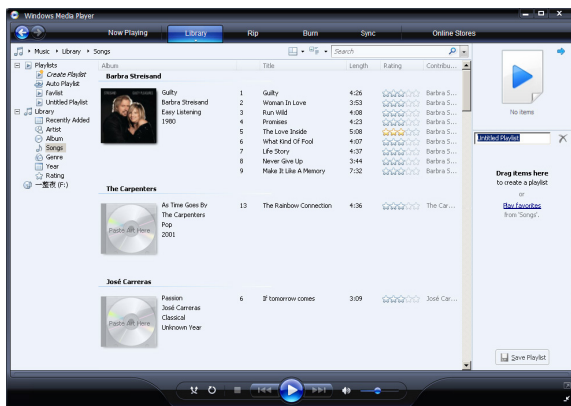 Windows Media Player
Now Playing Library Rip Burn Sync Online Stores
Music Library Songs Search
Playlists
Create Playlist
Auto Playlist
Favlist
Untitled Playlist
Library
Recently Added
Artist
Album
Songs
Genre
Year
Rating
一整夜 (F:)
Album Title Length Rating Contribu...
Barbra Streisand
Guilty
Barbra Streisand
Easy Listening
1980
1 Guilty 4:26 Barbra S...
2 Woman In Love 3:53 Barbra S...
3 Run Wild 4:08 Barbra S...
4 Promises 4:23 Barbra S...
5 The Love Inside 5:08 Barbra S...
6 What Kind Of Fool 4:07 Barbra S...
7 Life Story 4:37 Barbra S...
8 Never Give Up 3:44 Barbra S...
9 Make It Like A Memory 7:32 Barbra S...
The Carpenters
Paste Art Here
As Time Goes By
The Carpenters
Pop
2001
13 The Rainbow Connection 4:36 The Car...
José Carreras
Paste Art Here
Passion
José Carreras
Classical
Unknown Year
6 If tomorrow comes 3:09 José Car...
No items
Untitled Playlist
Drag items here
to create a playlist
or
Play favorites
from 'Songs'.
Save Playlist